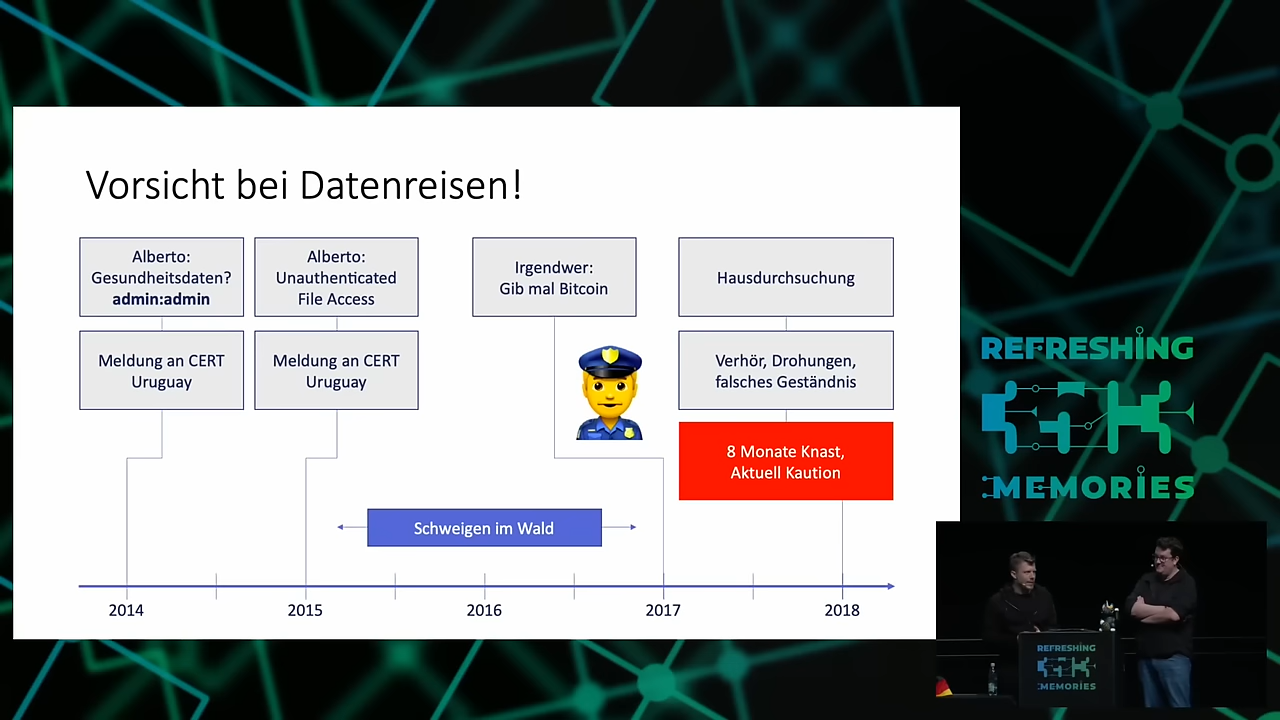 Vorsicht bei Datenreisen!
Alberto:
Gesundheitsdaten?
admin:admin
Alberto:
Unauthenticated
File Access
Irgendwer:
Gib mal Bitcoin
Hausdurchsuchung
Meldung an CERT
Uruguay
Meldung an CERT
Uruguay
Verhör, Drohungen,
falsches Geständnis
8 Monate Knast,
Aktuell Kaution
Schweigen im Wald
2014
2015
2016
2017
2018
REFRESHING
MEMORIES
REFRESHING
MEMORIES